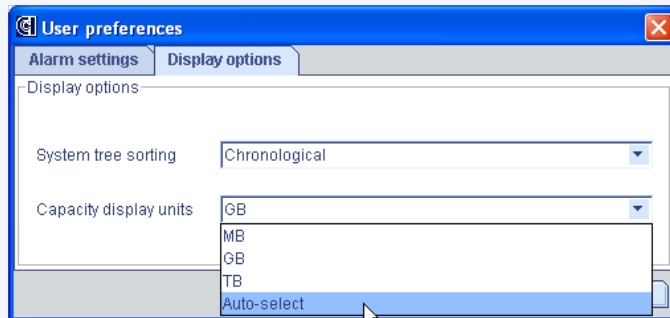 User preferences
Alarm settings Display options
Display options
System tree sorting Chronological
Capacity display units GB
MB
GB
TB
Auto-select